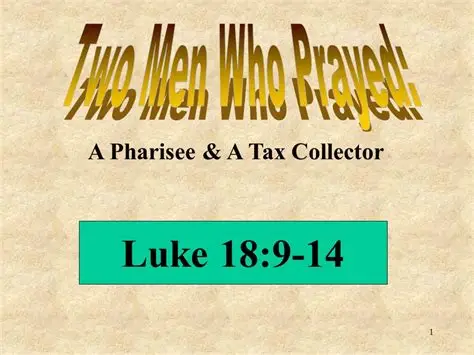 Two Men Who Prayed:
A Pharisee & A Tax Collector
Luke 18:9-14
1